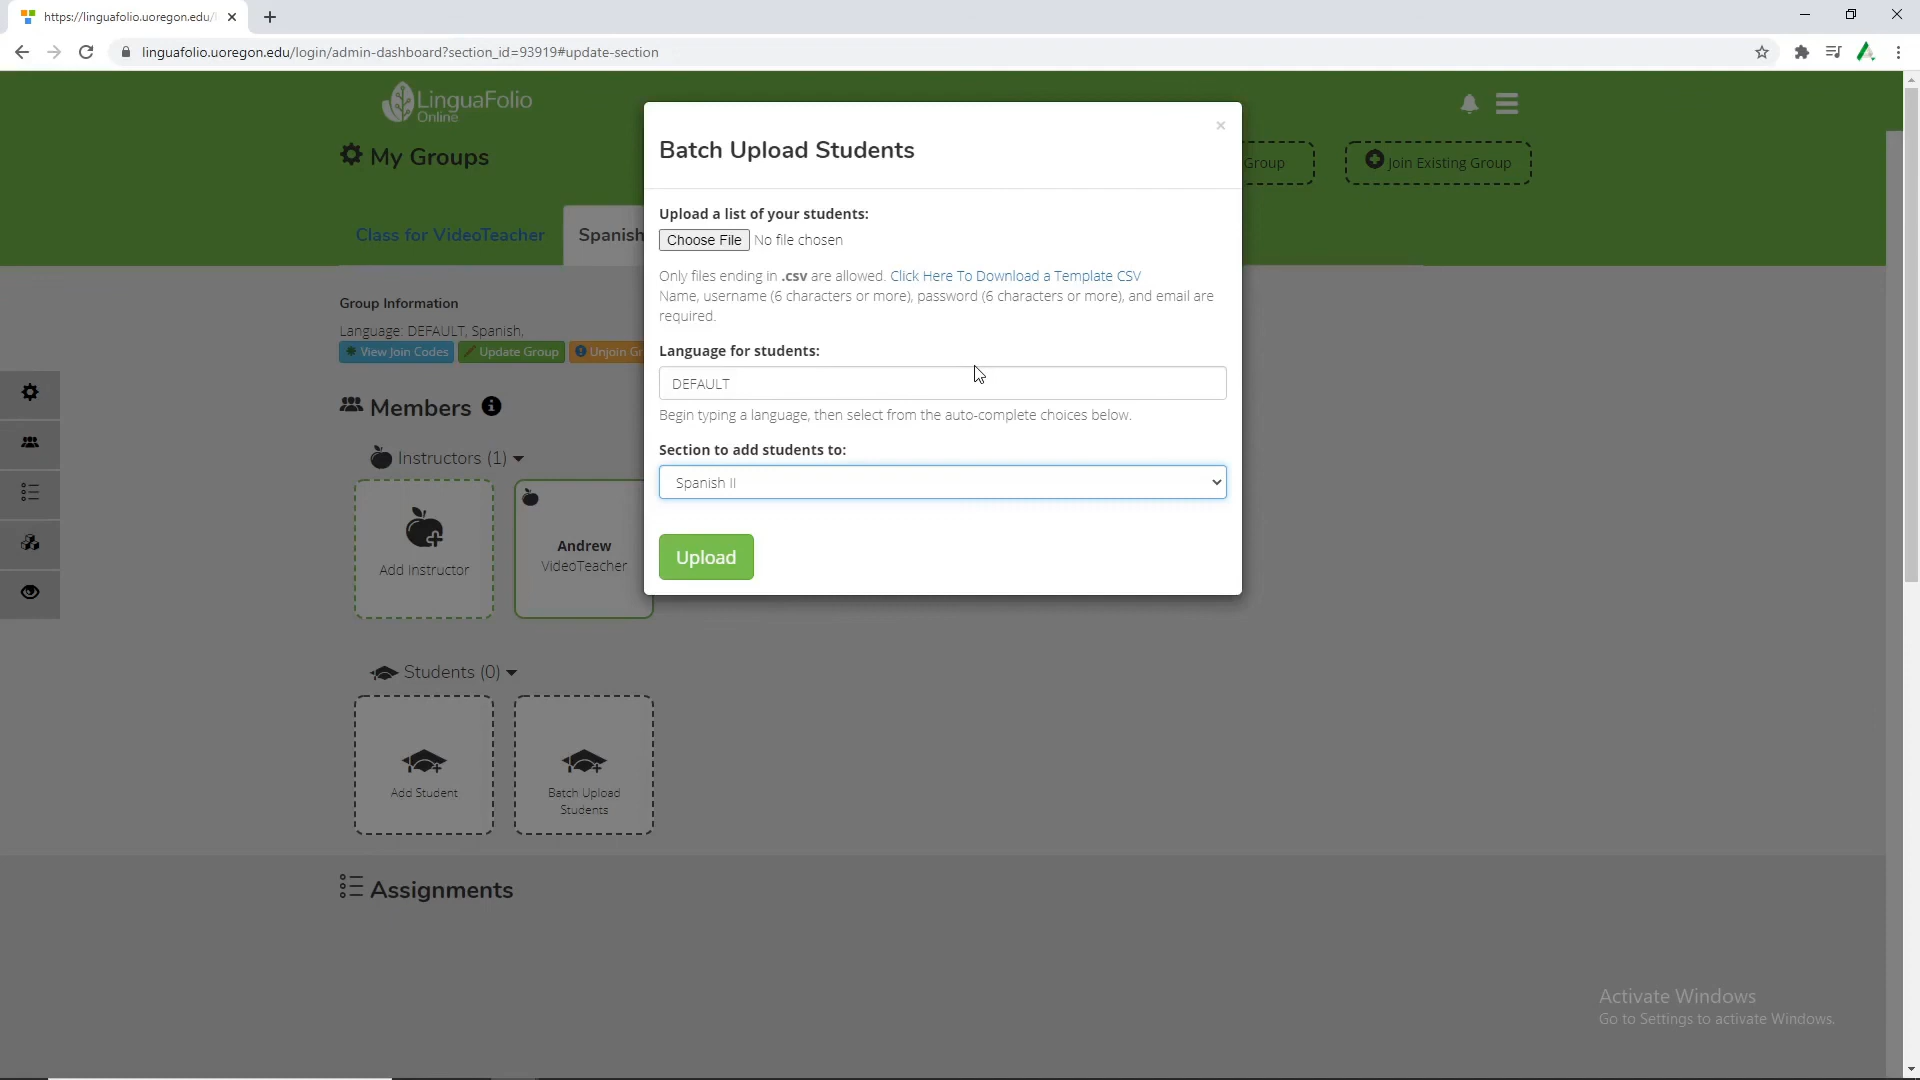 https://linguafolio.uoregon.edu/
linguafolio.uoregon.edu/login/admin-dashboard?section_id=93919#update-section
LinguaFolio
Online
My Groups
Group
Join Existing Group
Class for VideoTeacher
Spanish
Group Information
Language: DEFAULT, Spanish,
View Join Codes
Update Group
Unjoin Gr
Members
Instructors (1)
Add Instructor
Andrew
VideoTeacher
Students (0)
Add Student
Batch Upload
Students
Assignments
Batch Upload Students
×
Upload a list of your students:
Choose File No file chosen
Only files ending in .csv are allowed. Click Here To Download a Template CSV
Name, username (6 characters or more), password (6 characters or more), and email are
required.
Language for students:
DEFAULT
Begin typing a language, then select from the auto-complete choices below.
Section to add students to:
Spanish II
Upload
Activate Windows
Go to Settings to activate Windows.